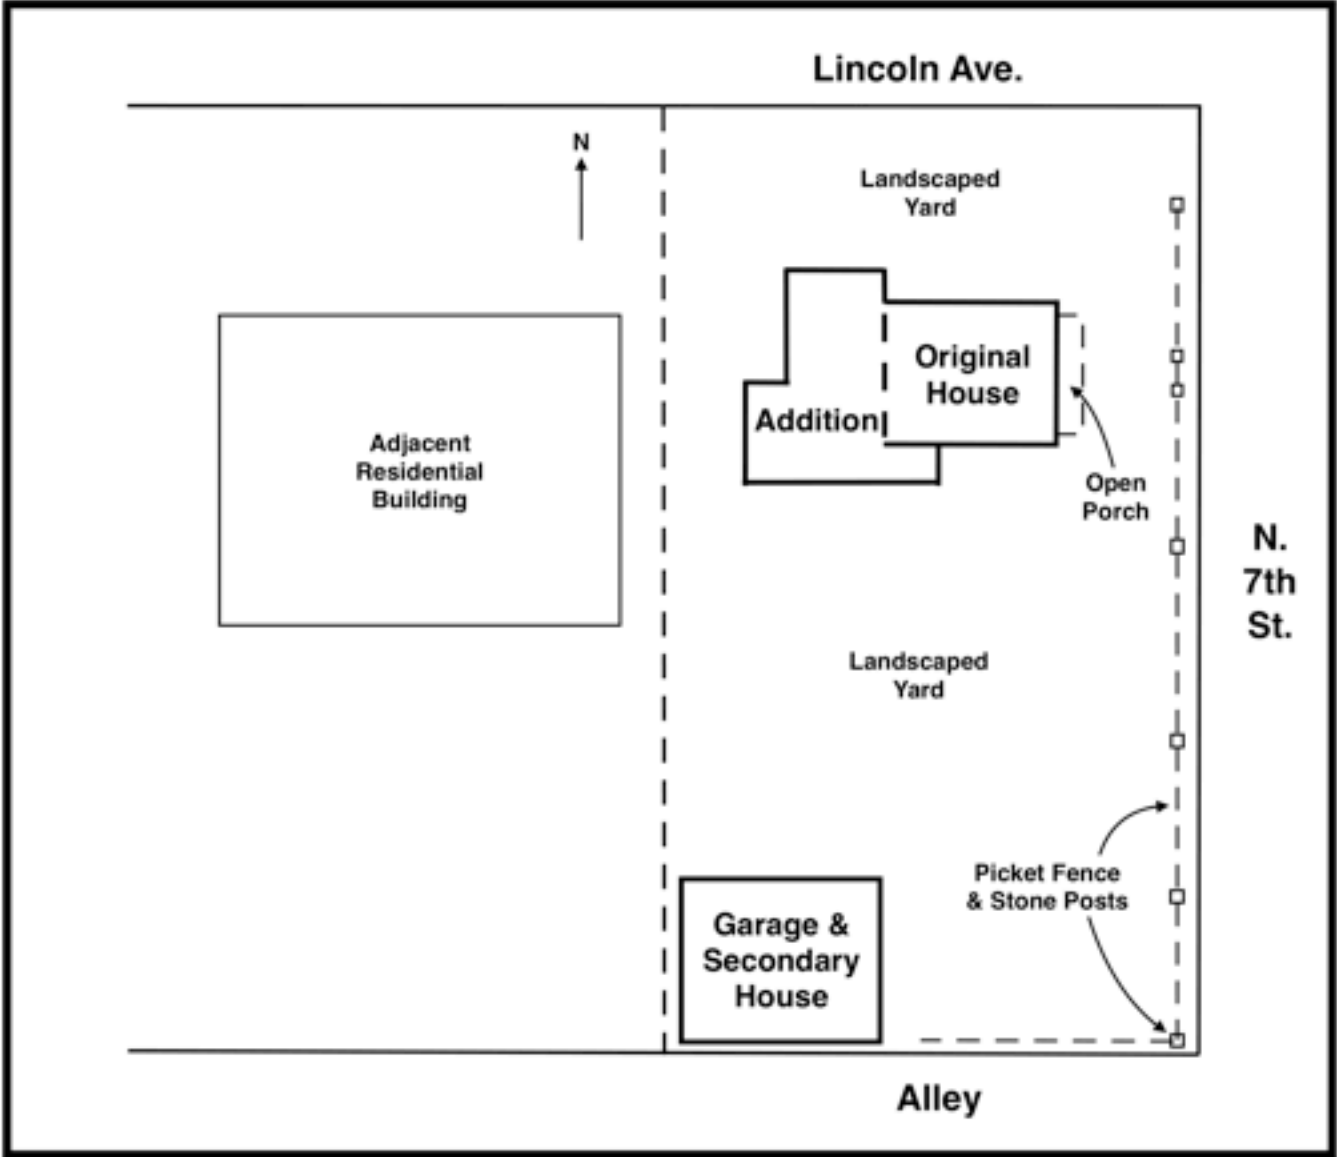 Lincoln Ave.
N
Landscaped
Yard
Original
House
Addition
Adjacent
Residential
Building
Open
Porch
N.
7th
St.
Landscaped
Yard
Picket Fence
& Stone Posts
Garage &
Secondary
House
Alley